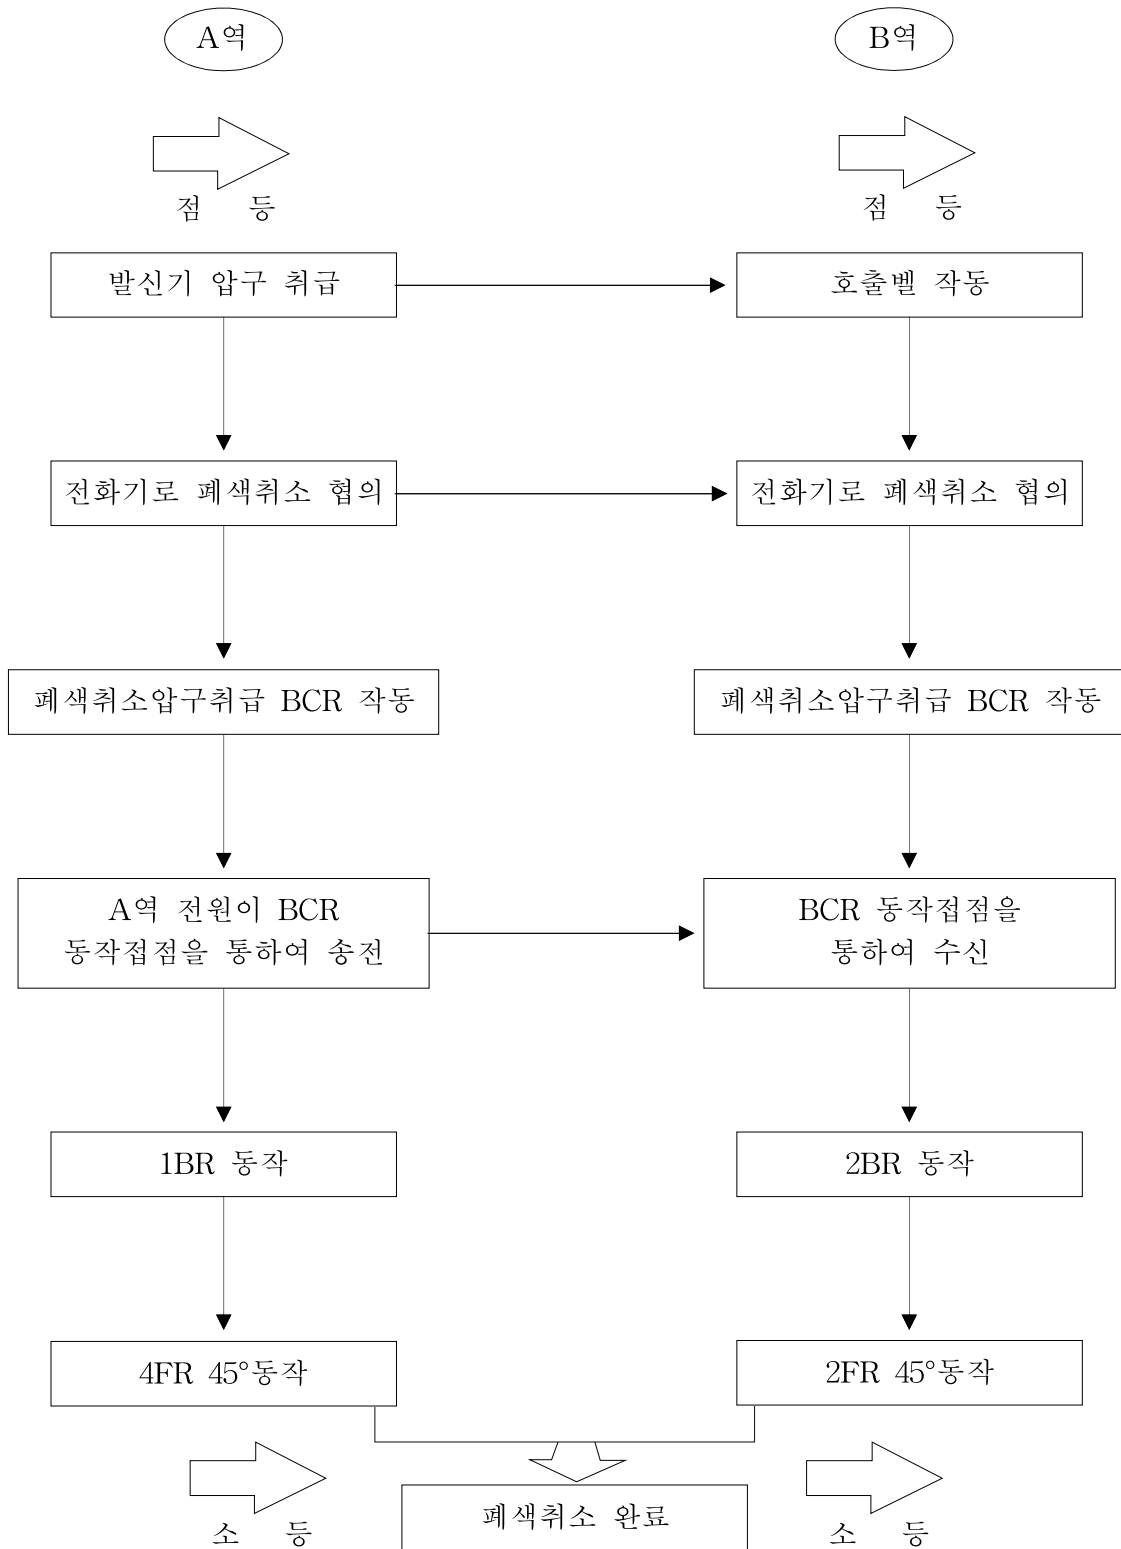 A역
B역
점 등
점 등
발신기 압구 취급
호출벨 작동
전화기로 폐색취소 협의
전화기로 폐색취소 협의
폐색취소압구취급 BCR 작동
폐색취소압구취급 BCR 작동
A역 전원이 BCR
동작접점을 통하여 송전
BCR 동작접점을
통하여 수신
1BR 동작
2BR 동작
4FR 45°동작
2FR 45°동작
소 등
폐색취소 완료
소 등